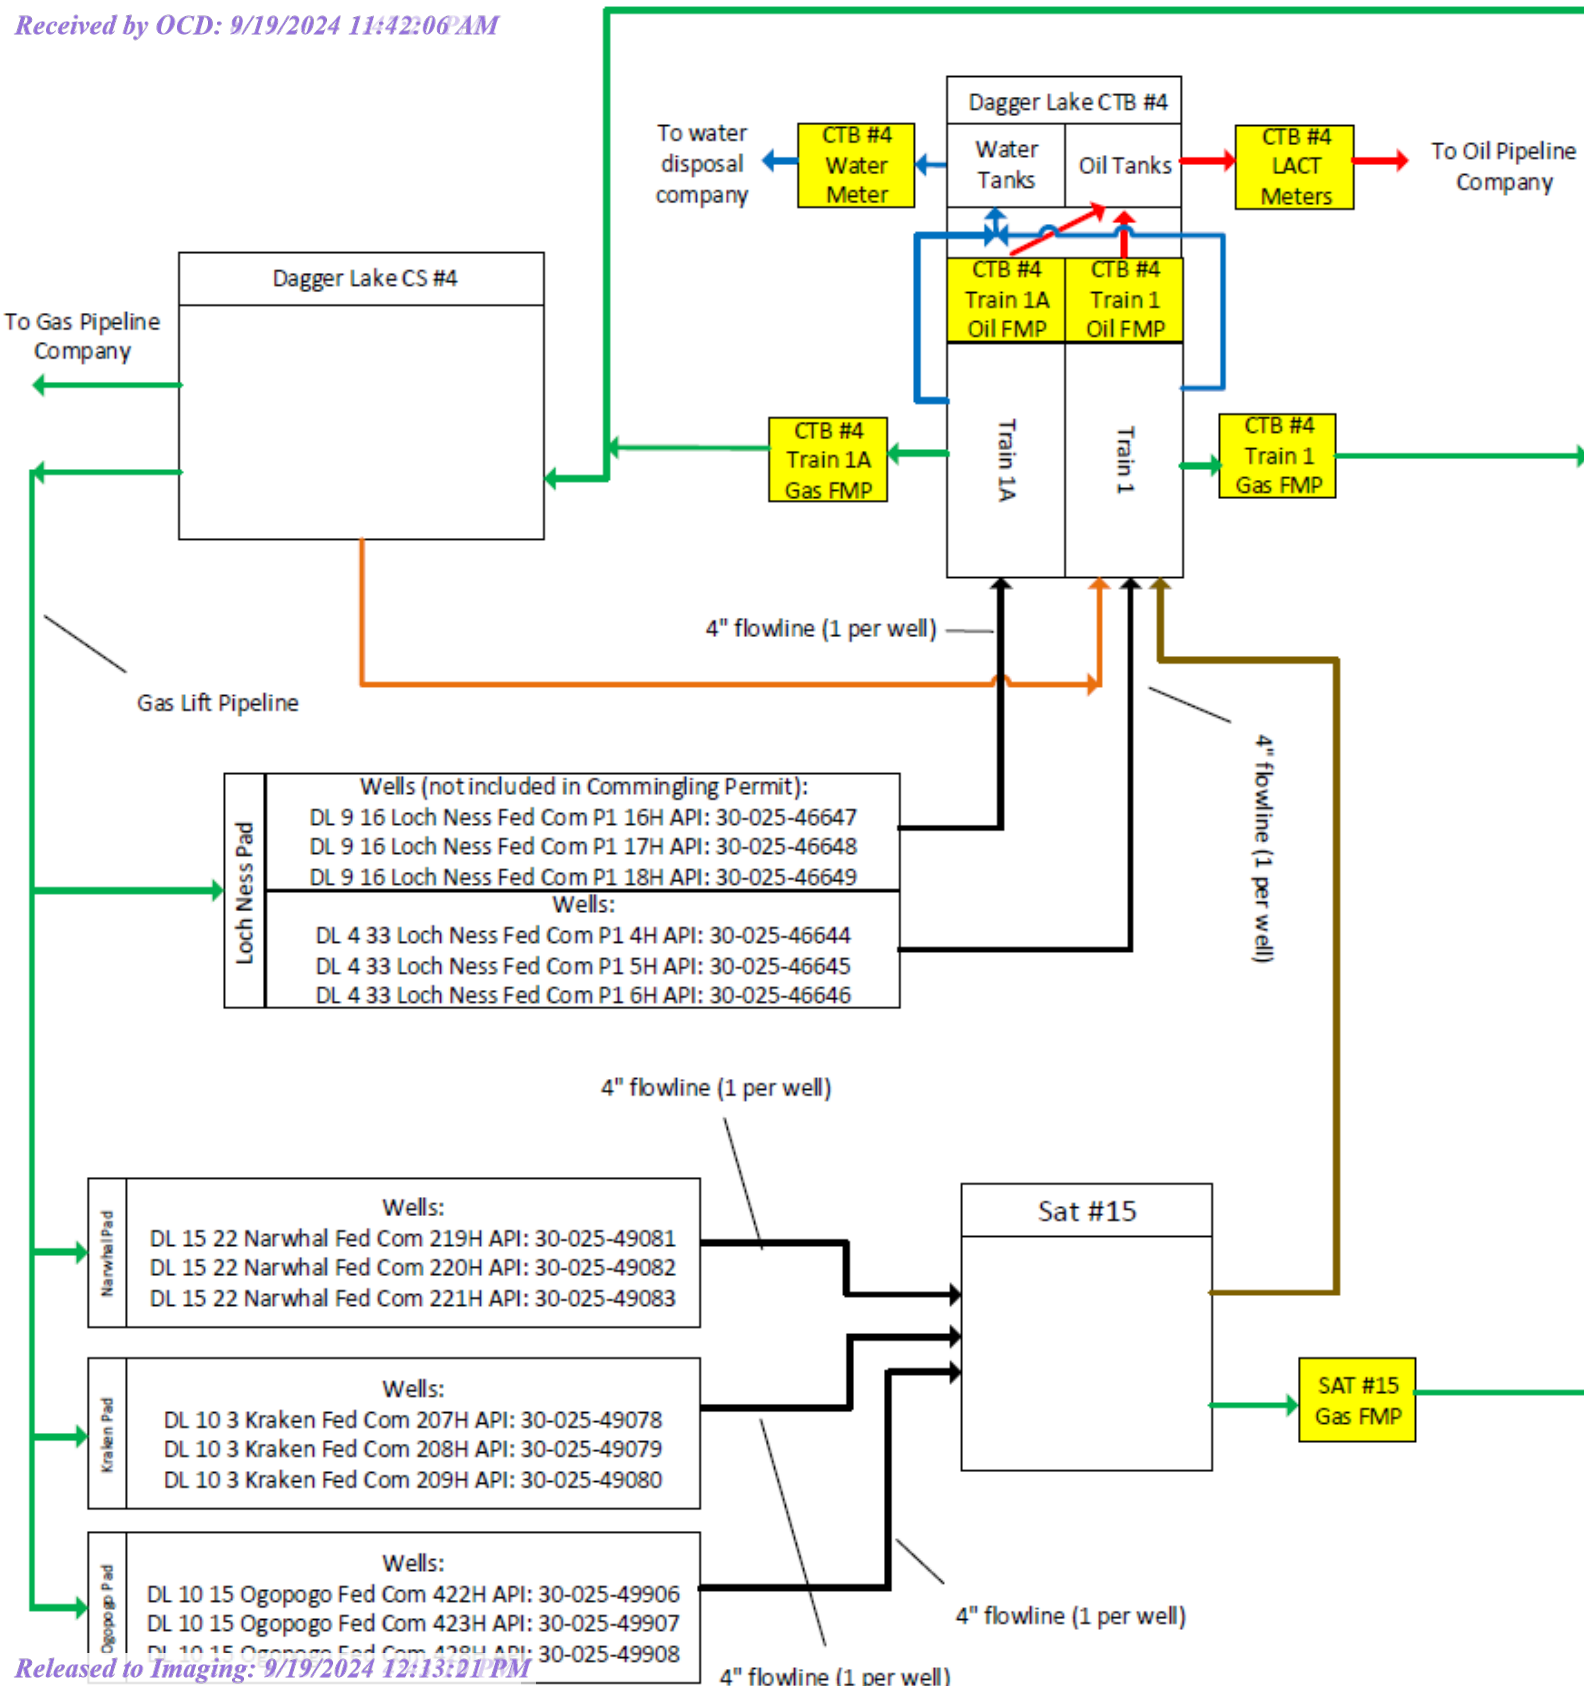 Received by OCD: 9/19/2024 11:42:06 AM
Dagger Lake CTB #4
Water
Tanks
Oil Tanks
To water
disposal
company
CTB #4
Water
Meter
CTB #4
LACT
Meters
To Oil Pipeline
Company
CTB #4
Train 1A
Oil FMP
CTB #4
Train 1
Oil FMP
Dagger Lake CS #4
To Gas Pipeline
Company
CTB #4
Train 1A
Gas FMP
Train 1A
Train 1
CTB #4
Train 1
Gas FMP
4" flowline (1 per well)
Gas Lift Pipeline
4" flowline (1 per well)
Loch Ness Pad
Wells (not included in Commingling Permit):
DL 9 16 Loch Ness Fed Com P1 16H API: 30-025-46647
DL 9 16 Loch Ness Fed Com P1 17H API: 30-025-46648
DL 9 16 Loch Ness Fed Com P1 18H API: 30-025-46649
Wells:
DL 4 33 Loch Ness Fed Com P1 4H API: 30-025-46644
DL 4 33 Loch Ness Fed Com P1 5H API: 30-025-46645
DL 4 33 Loch Ness Fed Com P1 6H API: 30-025-46646
4" flowline (1 per well)
Narwhal Pad
Wells:
DL 15 22 Narwhal Fed Com 219H API: 30-025-49081
DL 15 22 Narwhal Fed Com 220H API: 30-025-49082
DL 15 22 Narwhal Fed Com 221H API: 30-025-49083
Sat #15
Kraken Pad
Wells:
DL 10 3 Kraken Fed Com 207H API: 30-025-49078
DL 10 3 Kraken Fed Com 208H API: 30-025-49079
DL 10 3 Kraken Fed Com 209H API: 30-025-49080
SAT #15
Gas FMP
Ogopogo Pad
Wells:
DL 10 15 Ogopogo Fed Com 422H API: 30-025-49906
DL 10 15 Ogopogo Fed Com 423H API: 30-025-49907
DL 10 15 Ogopogo Fed Com 428H API: 30-025-49908
4" flowline (1 per well)
4" flowline (1 per well)
Released to Imaging: 9/19/2024 12:13:21 PM